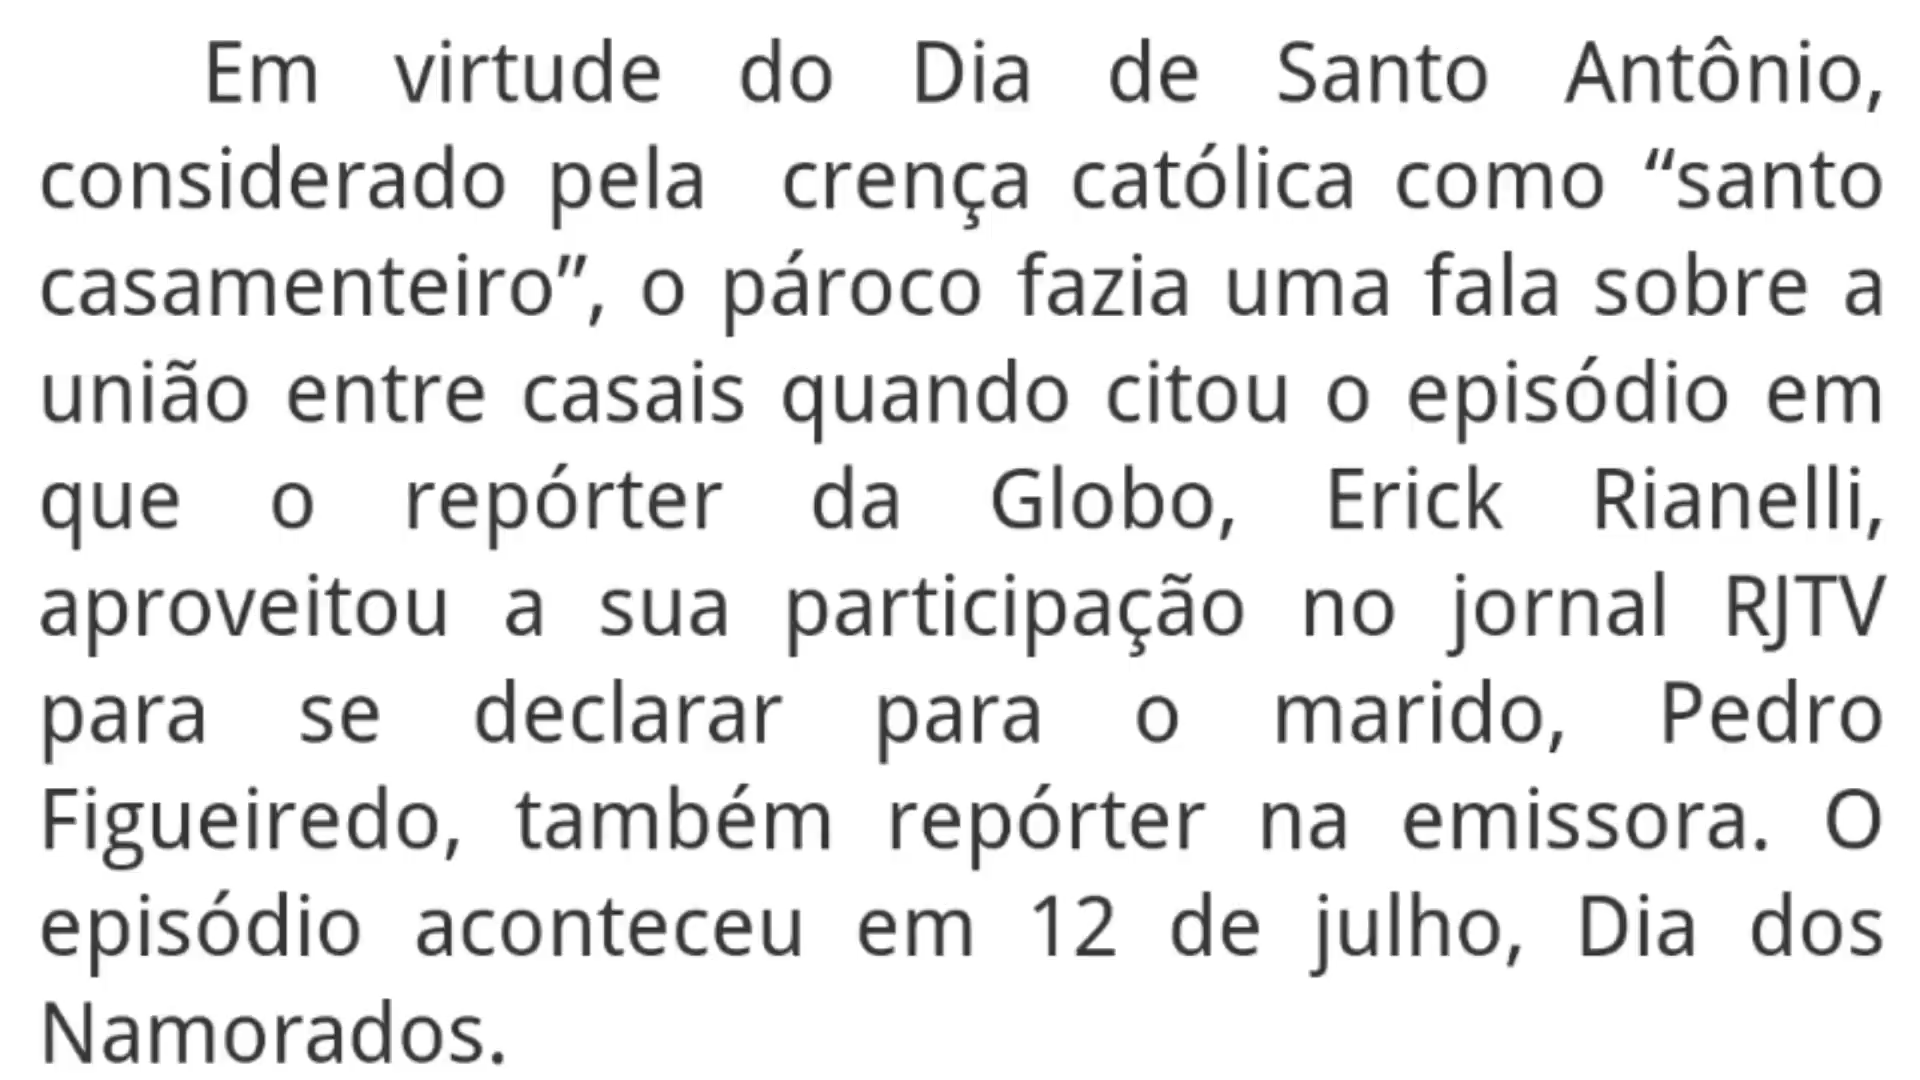 Em virtude do Dia de Santo Antônio,
considerado pela crença católica como “santo
casamenteiro”, o pároco fazia uma fala sobre a
união entre casais quando citou o episódio em
que o repórter da Globo, Erick Rianelli,
aproveitou a sua participação no jornal RJTV
para se declarar para o marido, Pedro
Figueiredo, também repórter na emissora. O
episódio aconteceu em 12 de julho, Dia dos
Namorados.